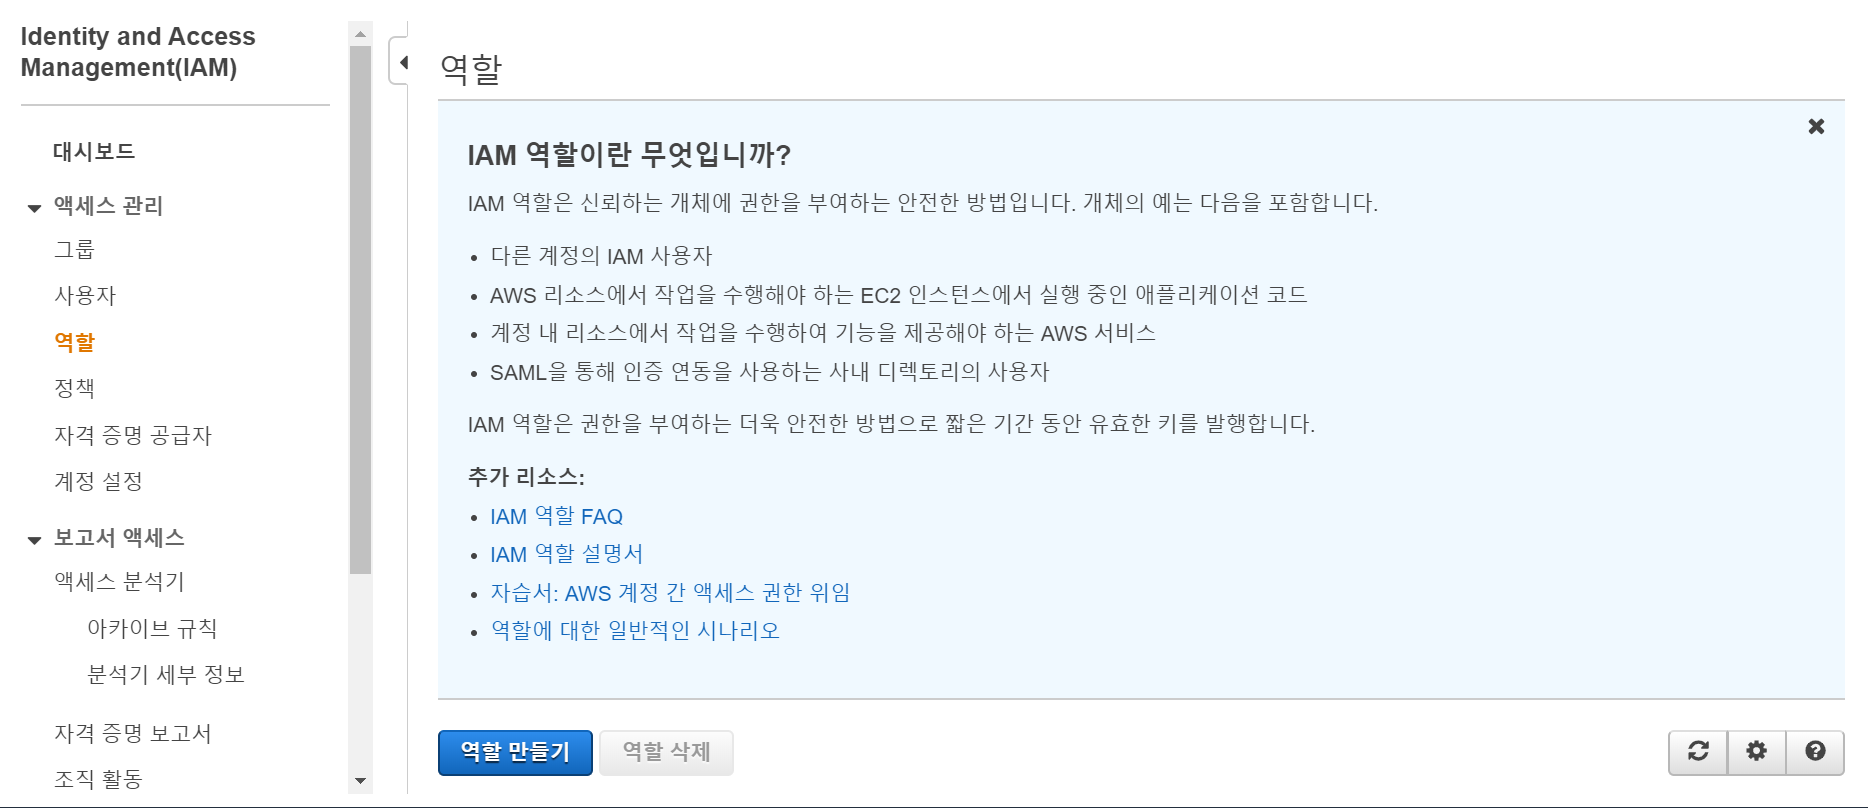 Identity and Access
Management(IAM)
대시보드
액세스 관리
그룹
사용자
역할
정책
자격 증명 공급자
계정 설정
보고서 액세스
액세스 분석기
아카이브 규칙
분석기 세부 정보
자격 증명 보고서
조직 활동
역할
IAM 역할이란 무엇입니까?
IAM 역할은 신뢰하는 개체에 권한을 부여하는 안전한 방법입니다. 개체의 예는 다음을 포함합니다.
• 다른 계정의 IAM 사용자
• AWS 리소스에서 작업을 수행해야 하는 EC2 인스턴스에서 실행 중인 애플리케이션 코드
• 계정 내 리소스에서 작업을 수행하여 기능을 제공해야 하는 AWS 서비스
• SAML을 통해 인증 연동을 사용하는 사내 디렉토리의 사용자
IAM 역할은 권한을 부여하는 더욱 안전한 방법으로 짧은 기간 동안 유효한 키를 발행합니다.
추가 리소스:
• IAM 역할 FAQ
• IAM 역할 설명서
• 자습서: AWS 계정 간 액세스 권한 위임
• 역할에 대한 일반적인 시나리오
역할 만들기 역할 삭제